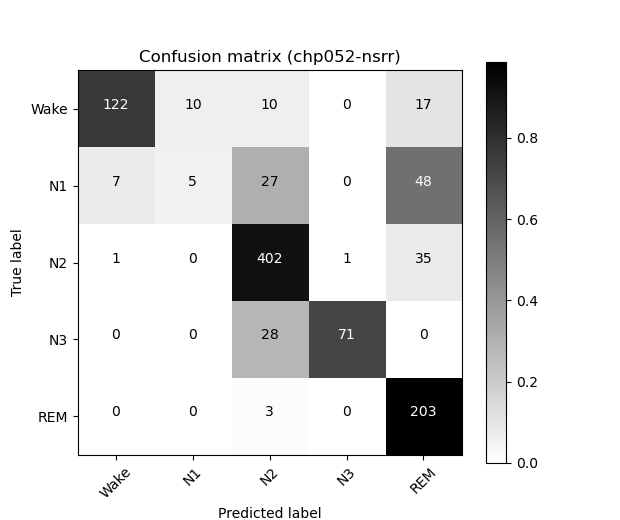 Confusion matrix (chp052-nsrr)
True label
Wake 122 10 10 0 17
N1 7 5 27 0 48
N2 1 0 402 1 35
N3 0 0 28 71 0
REM 0 0 3 0 203
Wake N1 N2 N3 REM
Predicted label
0.8
0.6
0.4
0.2
0.0